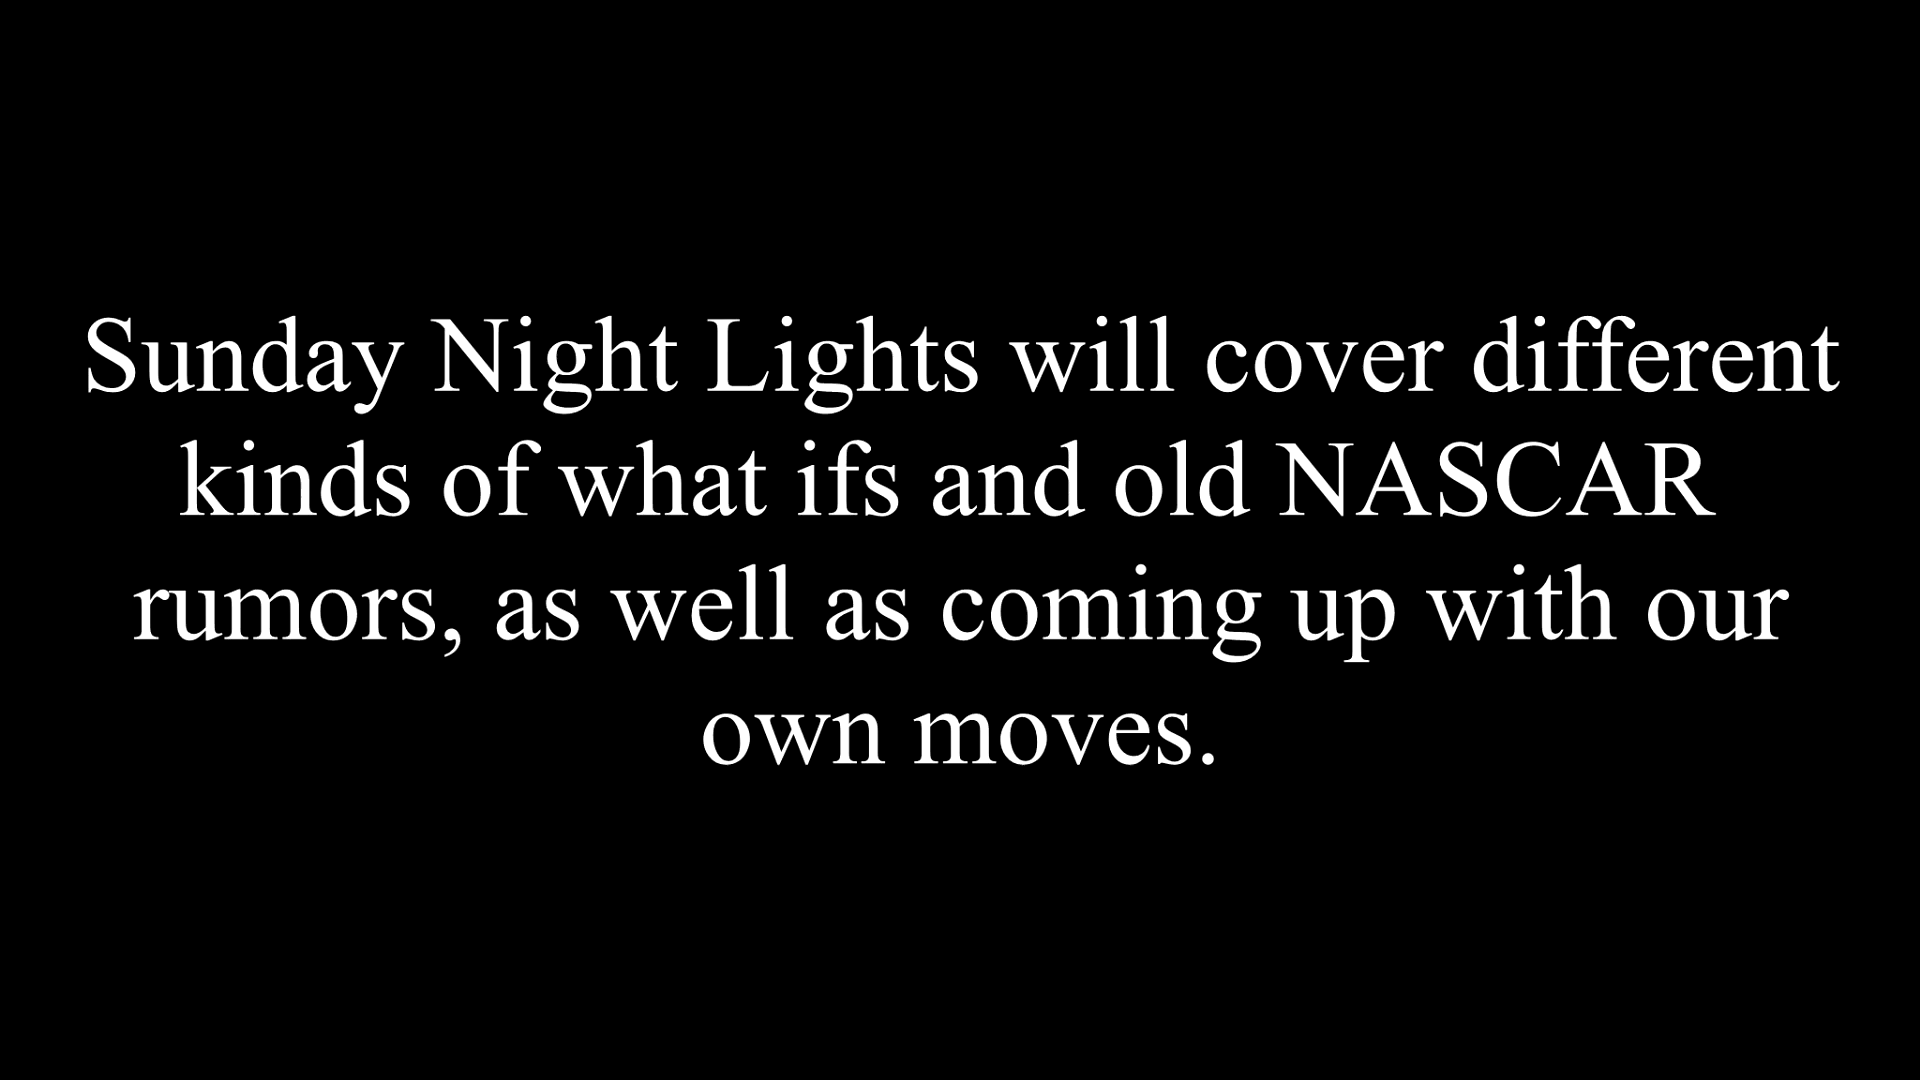 Sunday Night Lights will cover different
kinds of what ifs and old NASCAR
rumors, as well as coming up with our
own moves.